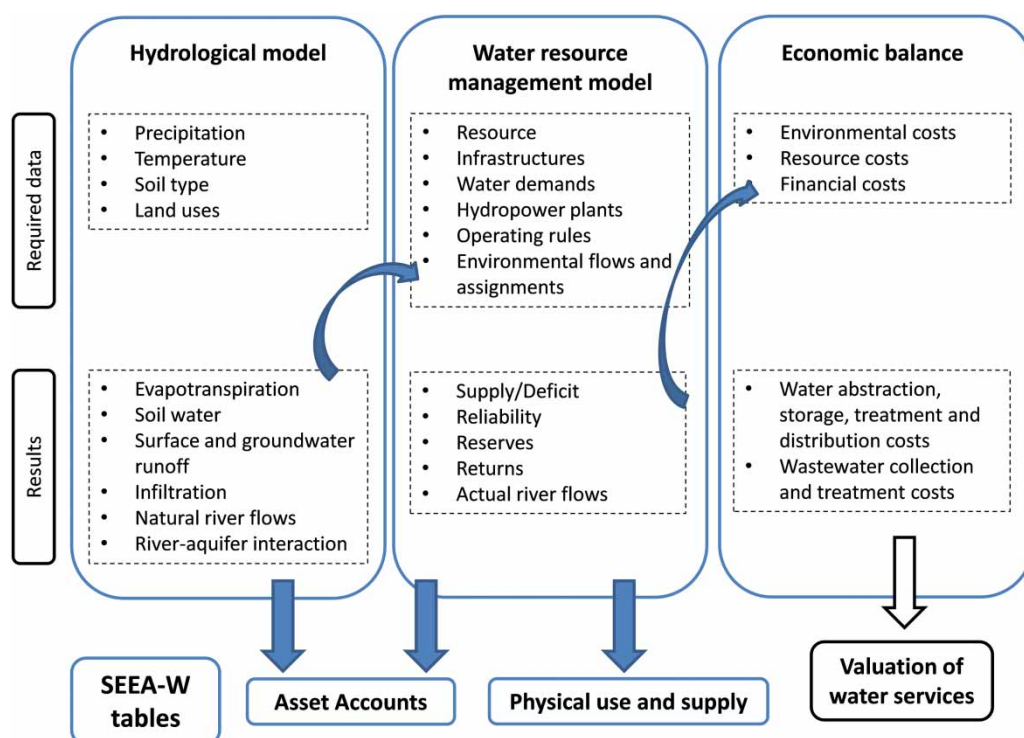 Hydrological model
Water resource
management model
Economic balance
Required data
• Precipitation
• Temperature
• Soil type
• Land uses
• Resource
• Infrastructures
• Water demands
• Hydropower plants
• Operating rules
• Environmental flows and
assignments
• Environmental costs
• Resource costs
• Financial costs
Results
• Evapotranspiration
• Soil water
• Surface and groundwater
runoff
• Infiltration
• Natural river flows
• River-aquifer interaction
• Supply/Deficit
• Reliability
• Reserves
• Returns
• Actual river flows
• Water abstraction,
storage, treatment and
distribution costs
• Wastewater collection
and treatment costs
SEEA-W
tables
Asset Accounts
Physical use and supply
Valuation of
water services